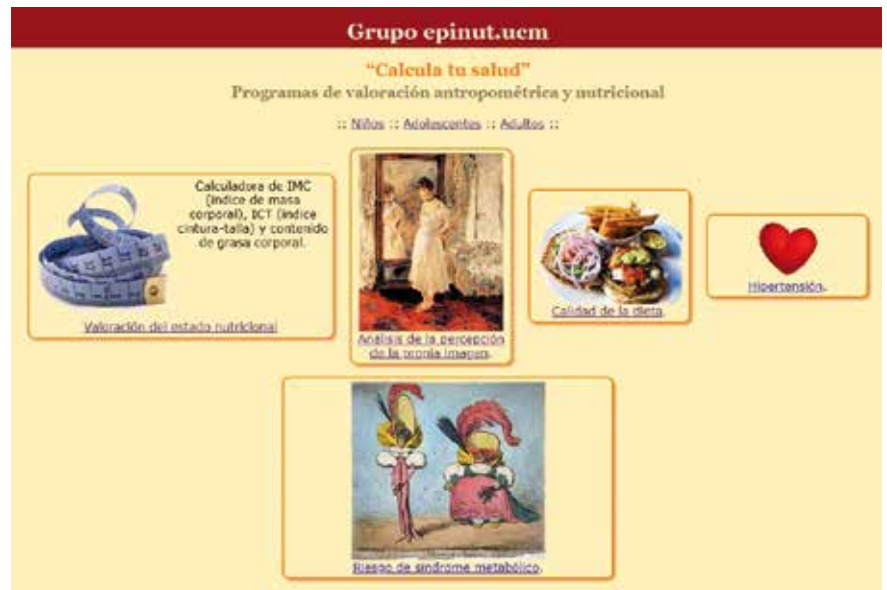 Grupo epinut.ucm
“Calcula tu salud”
Programas de valoración antropométrica y nutricional
:: Niños :: Adolescentes :: Adultos ::
Calculadora de IMC
(índice de masa
corporal), ICT (índice
cintura-talla) y contenido
de grasa corporal.
Valoración del estado nutricional
Análisis de la percepción
de la propia imagen.
Calidad de la dieta.
Hipertensión.
Riesgo de síndrome metabólico.